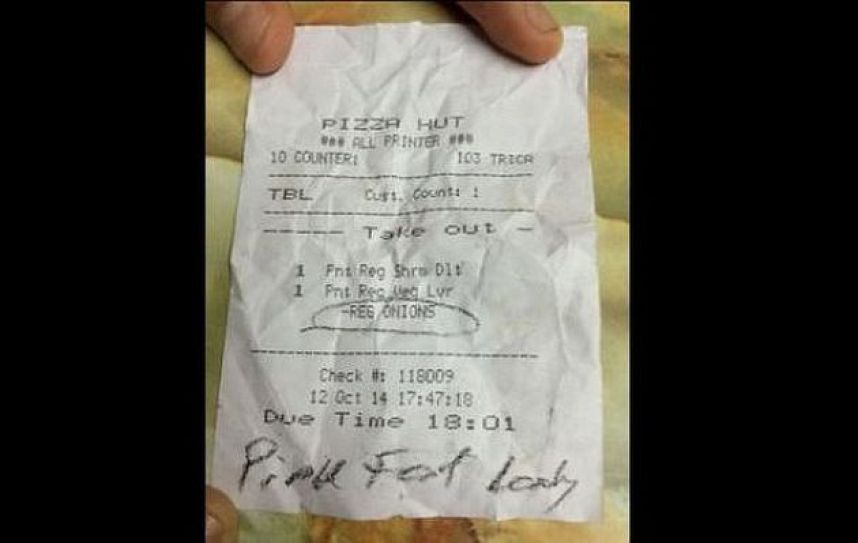 PIZZA HUT
### ALL PRINTER ###
10 COUNTER: 103 TRICA
TBL Cust. Count: 1
----- Take out -
1 Pnt Reg Shrm Dlt
1 Pnt Reg Veg Lvr
-REG ONIONS
Check #: 118009
12 Oct 14 17:47:18
Due Time 18:01
Pink Fat Lady